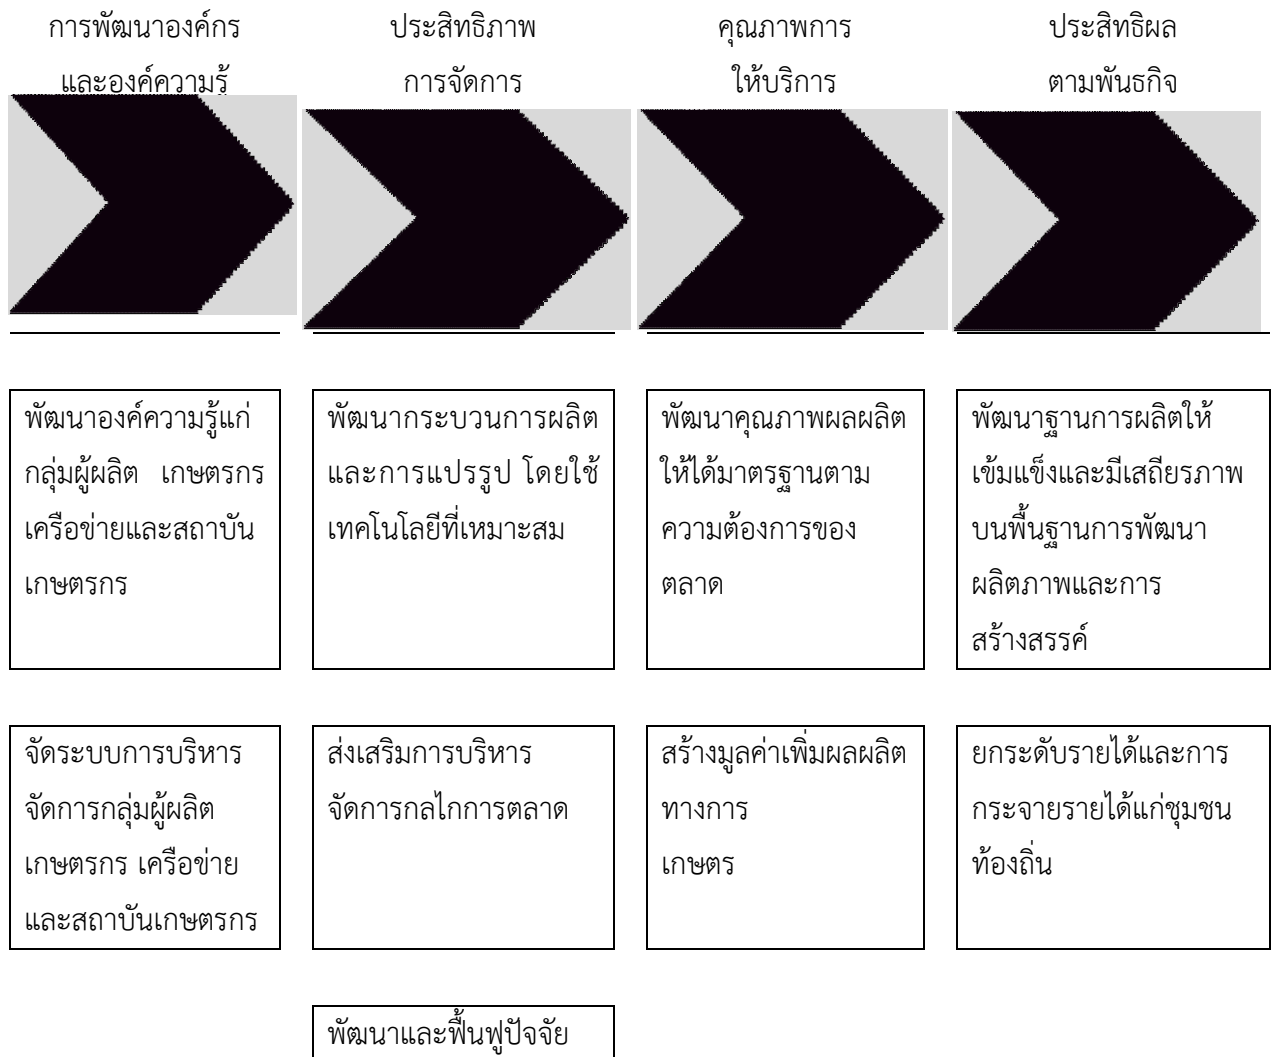 การพัฒนาองค์กร
และองค์ความรู้
ประสิทธิภาพ
การจัดการ
คุณภาพการ
ให้บริการ
ประสิทธิผล
ตามพันธกิจ
พัฒนาองค์ความรู้แก่
กลุ่มผู้ผลิต เกษตรกร
เครือข่ายและสถาบัน
เกษตรกร
พัฒนากระบวนการผลิต
และการแปรรูป โดยใช้
เทคโนโลยีที่เหมาะสม
พัฒนาคุณภาพผลผลิต
ให้ได้มาตรฐานตาม
ความต้องการของ
ตลาด
พัฒนาฐานการผลิตให้
เข้มแข็งและมีเสถียรภาพ
บนพื้นฐานการพัฒนา
ผลิตภาพและการ
สร้างสรรค์
จัดระบบการบริหาร
จัดการกลุ่มผู้ผลิต
เกษตรกร เครือข่าย
และสถาบันเกษตรกร
ส่งเสริมการบริหาร
จัดการกลไกการตลาด
สร้างมูลค่าเพิ่มผลผลิต
ทางการ
เกษตร
ยกระดับรายได้และการ
กระจายรายได้แก่ชุมชน
ท้องถิ่น
พัฒนาและฟื้นฟูปัจจัย